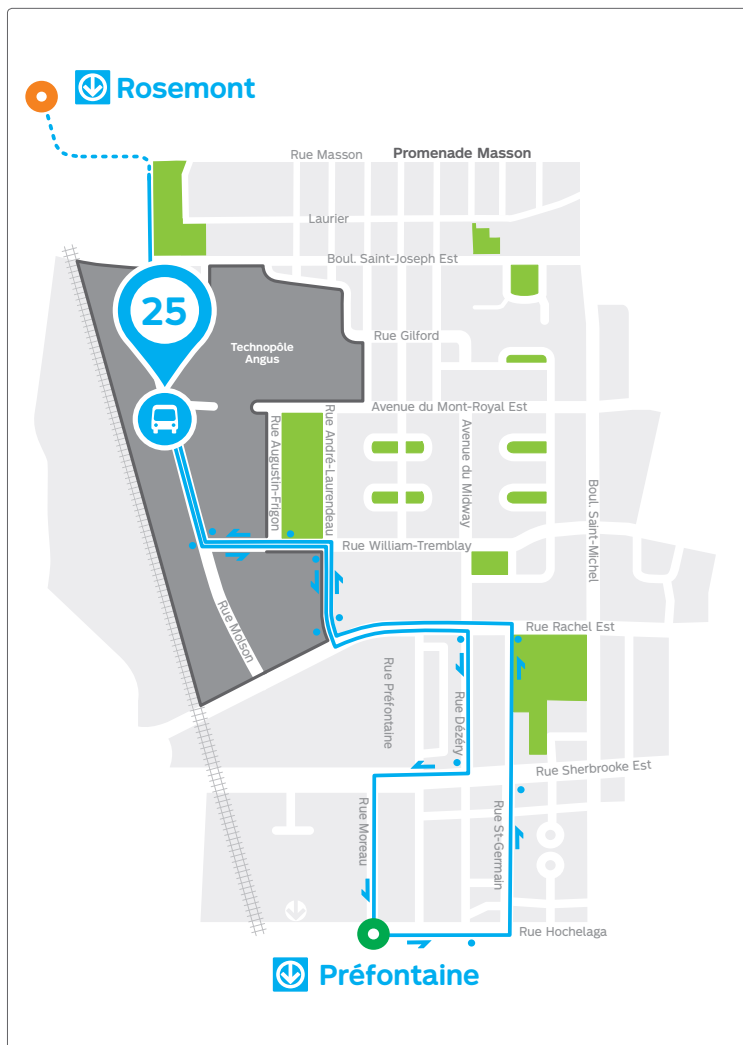 Rosemont
Rue Masson
Promenade Masson
Laurier
Boul. Saint-Joseph Est
25
Rue Gilford
Technopôle
Angus
Avenue du Mont-Royal Est
Rue Augustin-Frigon
Rue André-Laurendeau
Avenue du Midway
Boul. Saint-Michel
Rue William-Tremblay
Rue Molson
Rue Rachel Est
Rue Préfontaine
Rue Dézéry
Rue Sherbrooke Est
Rue Moreau
Rue St-Germain
Rue Hochelaga
Préfontaine